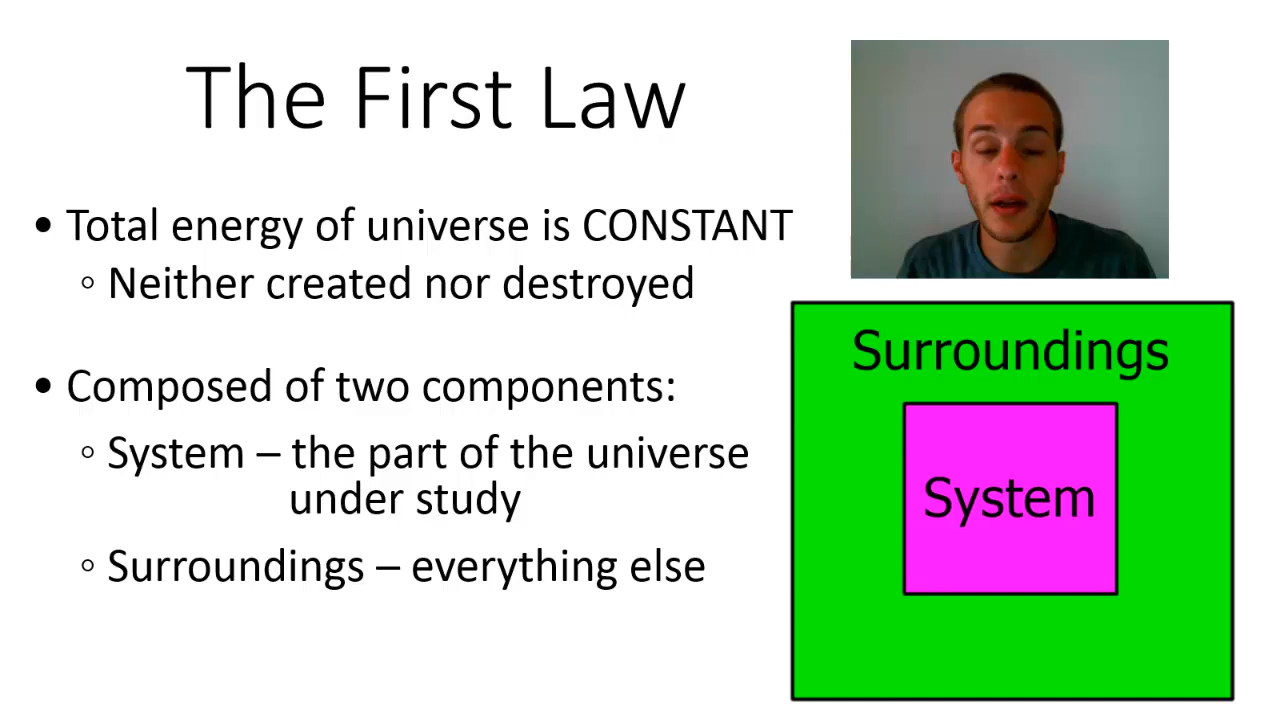 The First Law
• Total energy of universe is CONSTANT
◦ Neither created nor destroyed
• Composed of two components:
◦ System – the part of the universe
under study
◦ Surroundings – everything else
Surroundings
System